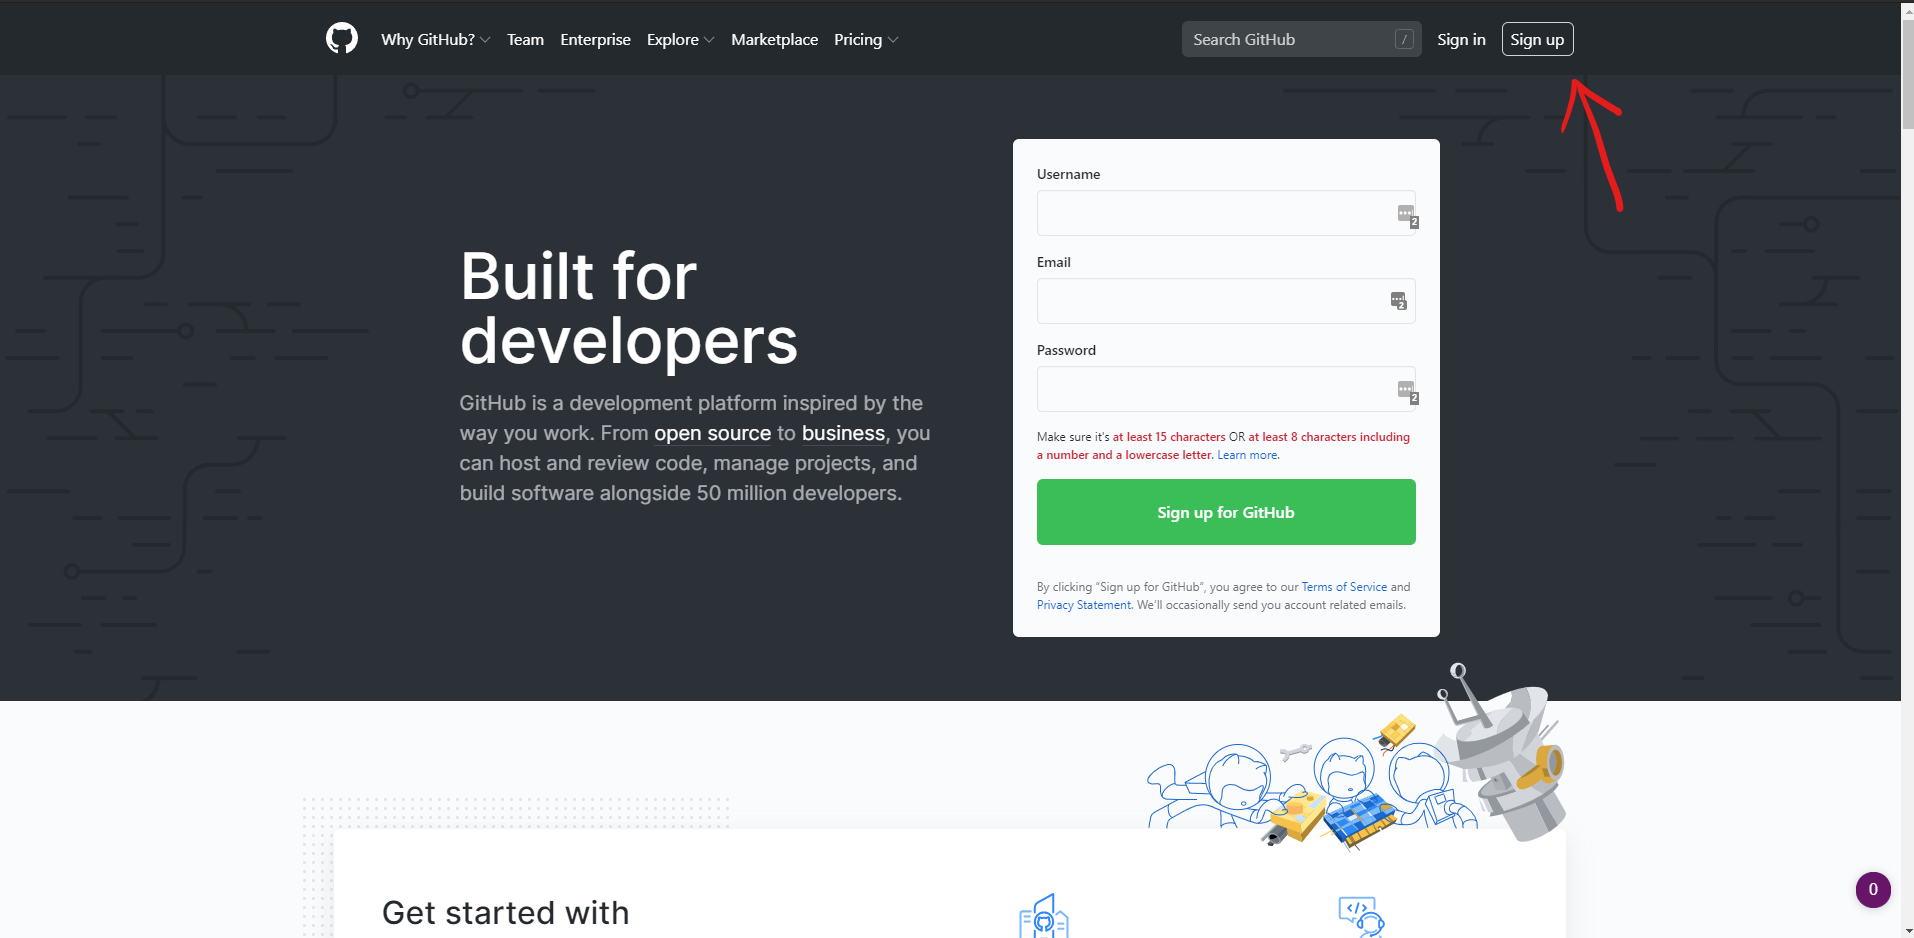 Why GitHub? Team Enterprise Explore Marketplace Pricing Search GitHub / Sign in Sign up
Built for
developers
GitHub is a development platform inspired by the
way you work. From open source to business, you
can host and review code, manage projects, and
build software alongside 50 million developers.
Username
2
Email
2
Password
2
Make sure it's at least 15 characters OR at least 8 characters including
a number and a lowercase letter. Learn more.
Sign up for GitHub
By clicking “Sign up for GitHub”, you agree to our Terms of Service and
Privacy Statement. We’ll occasionally send you account related emails.
Get started with
</>
0